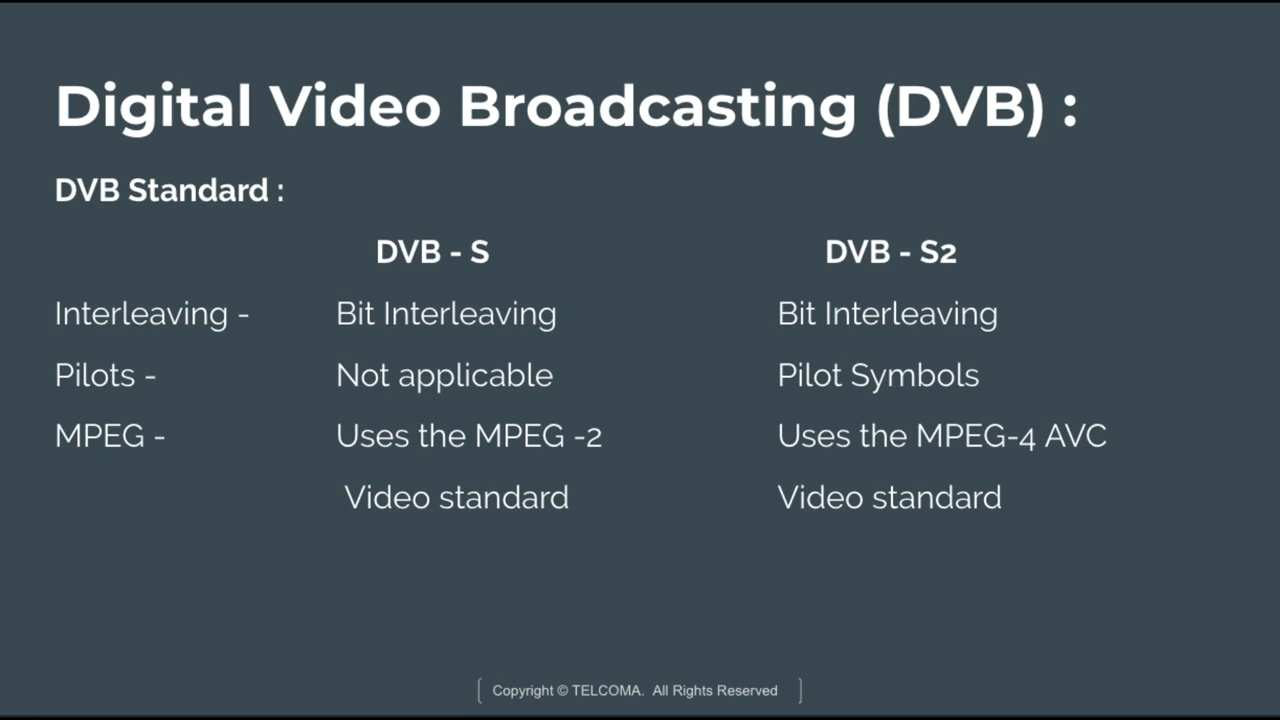 Digital Video Broadcasting (DVB) :
DVB Standard :
DVB - S DVB - S2
Interleaving - Bit Interleaving Bit Interleaving
Pilots - Not applicable Pilot Symbols
MPEG - Uses the MPEG -2 Uses the MPEG-4 AVC
Video standard Video standard
Copyright © TELCOMA. All Rights Reserved